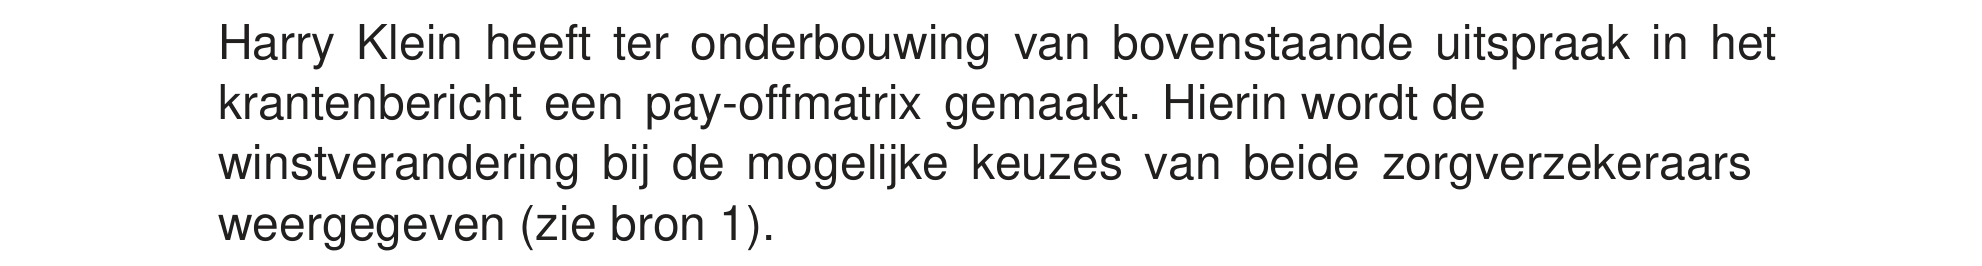 Harry Klein heeft ter onderbouwing van bovenstaande uitspraak in het
krantenbericht een pay-offmatrix gemaakt. Hierin wordt de
winstverandering bij de mogelijke keuzes van beide zorgverzekeraars
weergegeven (zie bron 1).